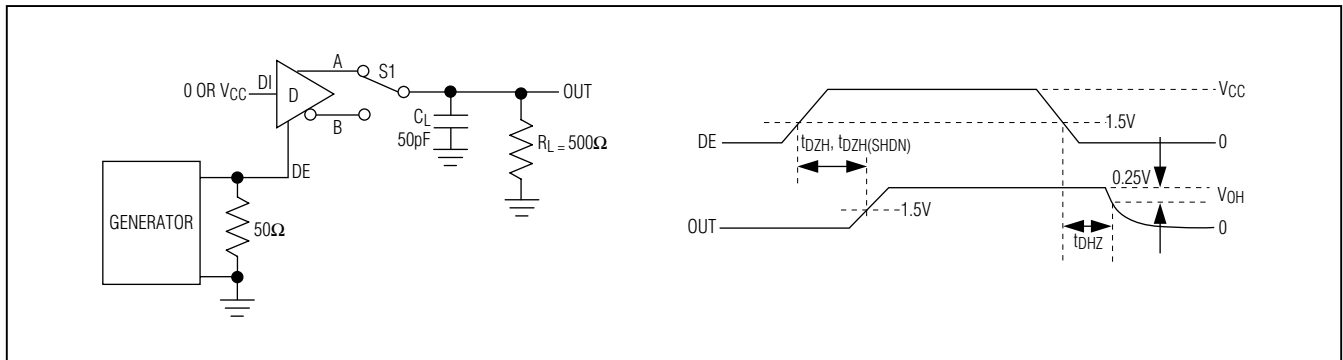 A
S1
0 OR VCC
DI
D
OUT
B
CL
50pF
RL = 500Ω
DE
GENERATOR
50Ω
VCC
1.5V
DE
0
tDZH, tDZH(SHDN)
0.25V
VOH
1.5V
OUT
0
tDHZ